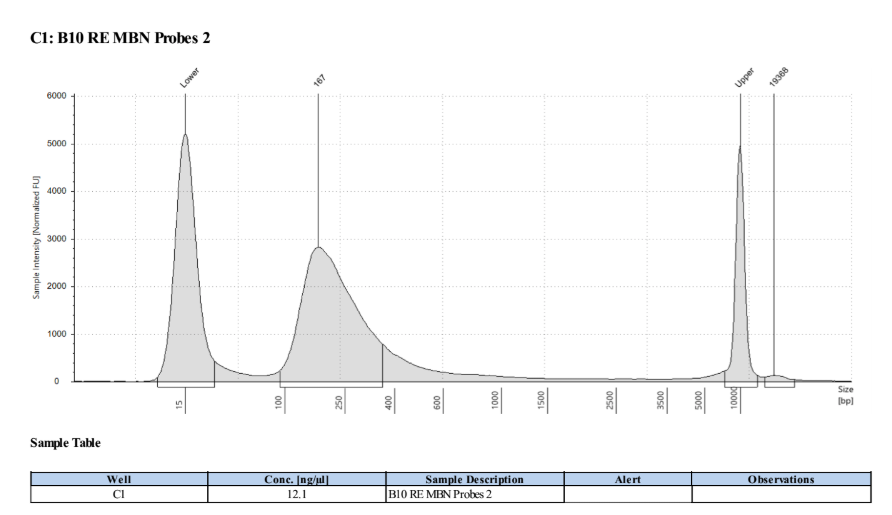 C1: B10 RE MBN Probes 2
Lower
167
Upper
19368
Sample Intensity [Normalized FU]
6000
5000
4000
3000
2000
1000
0
15
100
250
400
600
1000
1500
2500
3500
5000
10000
Size
[bp]
Sample Table
Well Conc. [ng/µl] Sample Description Alert Observations
C1 12.1 B10 RE MBN Probes 2